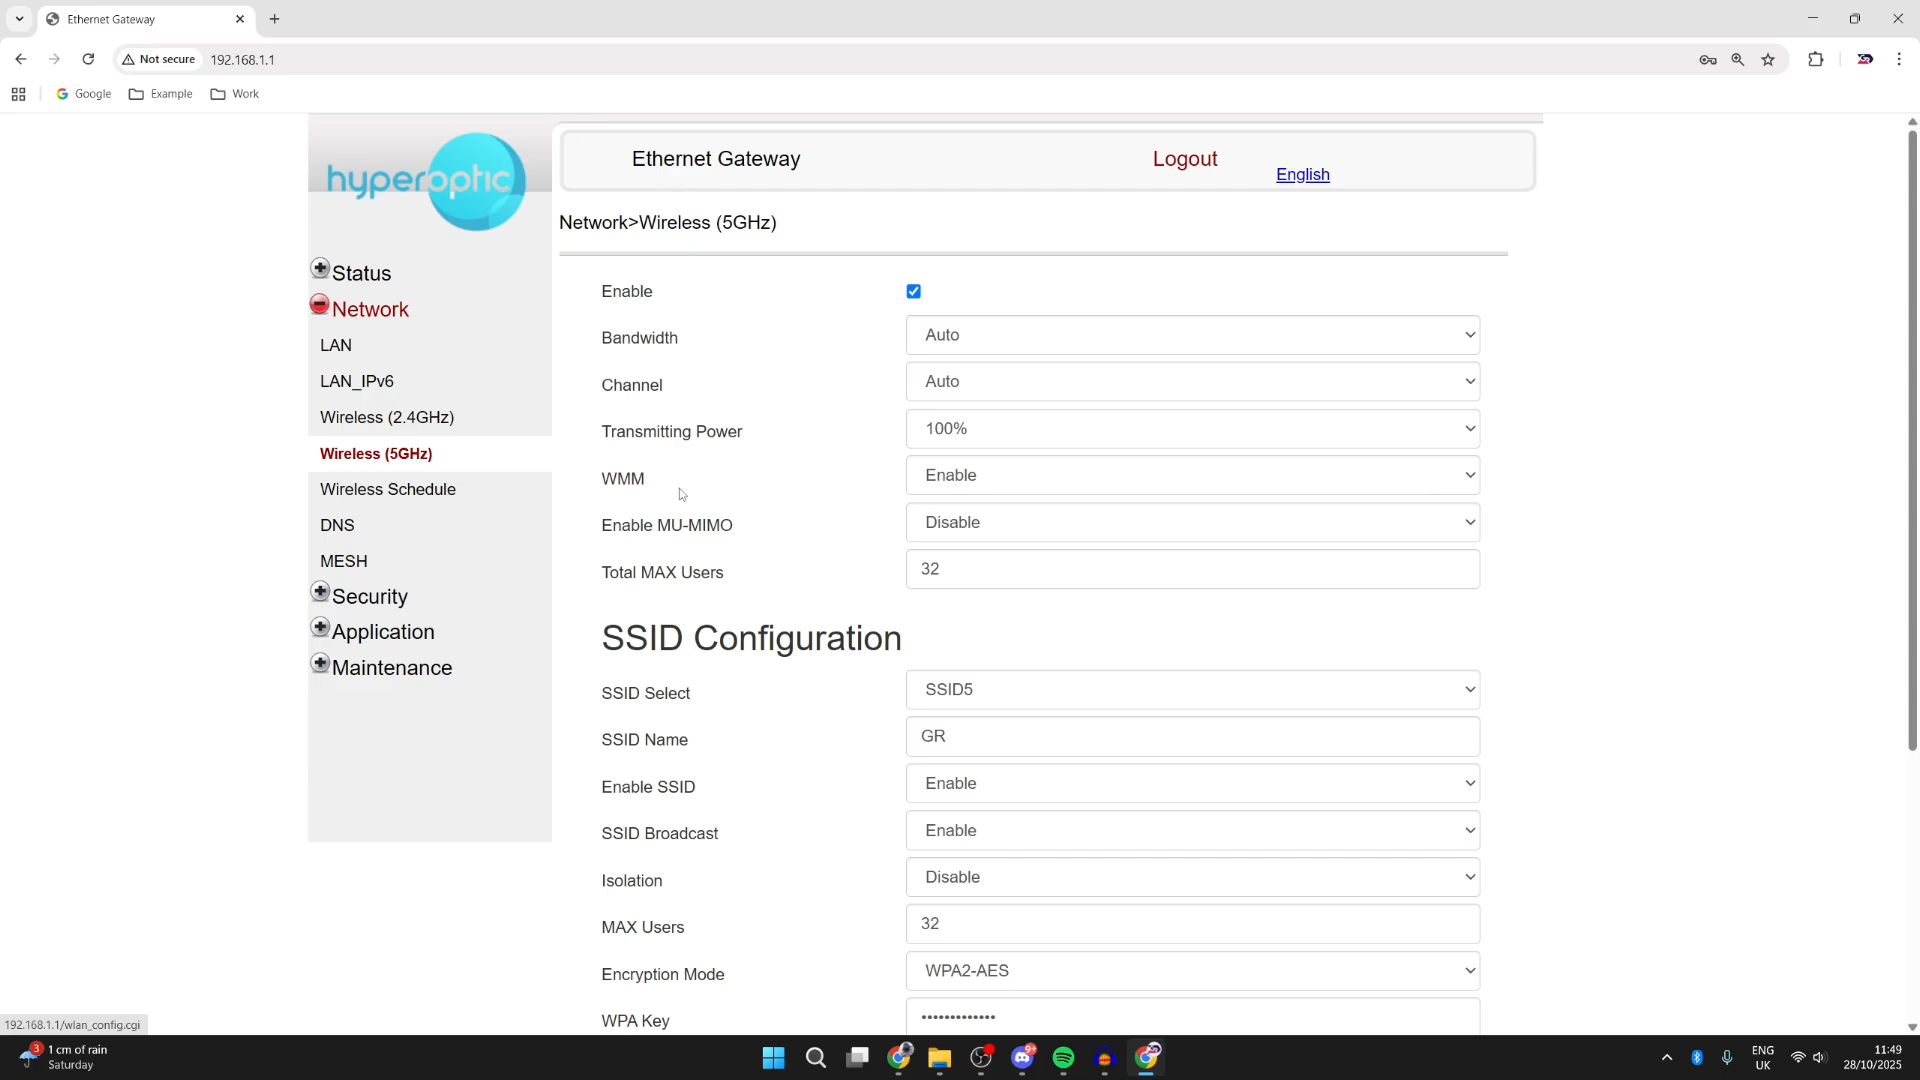 Ethernet Gateway
Not secure 192.168.1.1
Google Example Work
hyperoptic
Ethernet Gateway
Logout
English
Network>Wireless (5GHz)
Status
Network
LAN
LAN_IPv6
Wireless (2.4GHz)
Wireless (5GHz)
Wireless Schedule
DNS
MESH
Security
Application
Maintenance
Enable
Bandwidth Auto
Channel Auto
Transmitting Power 100%
WMM Enable
Enable MU-MIMO Disable
Total MAX Users 32
SSID Configuration
SSID Select SSID5
SSID Name GR
Enable SSID Enable
SSID Broadcast Enable
Isolation Disable
MAX Users 32
Encryption Mode WPA2-AES
WPA Key •••••••••••••
192.168.1.1/wlan_config.cgi
3
1 cm of rain
Saturday
9+
ENG
UK
11:49
28/10/2025